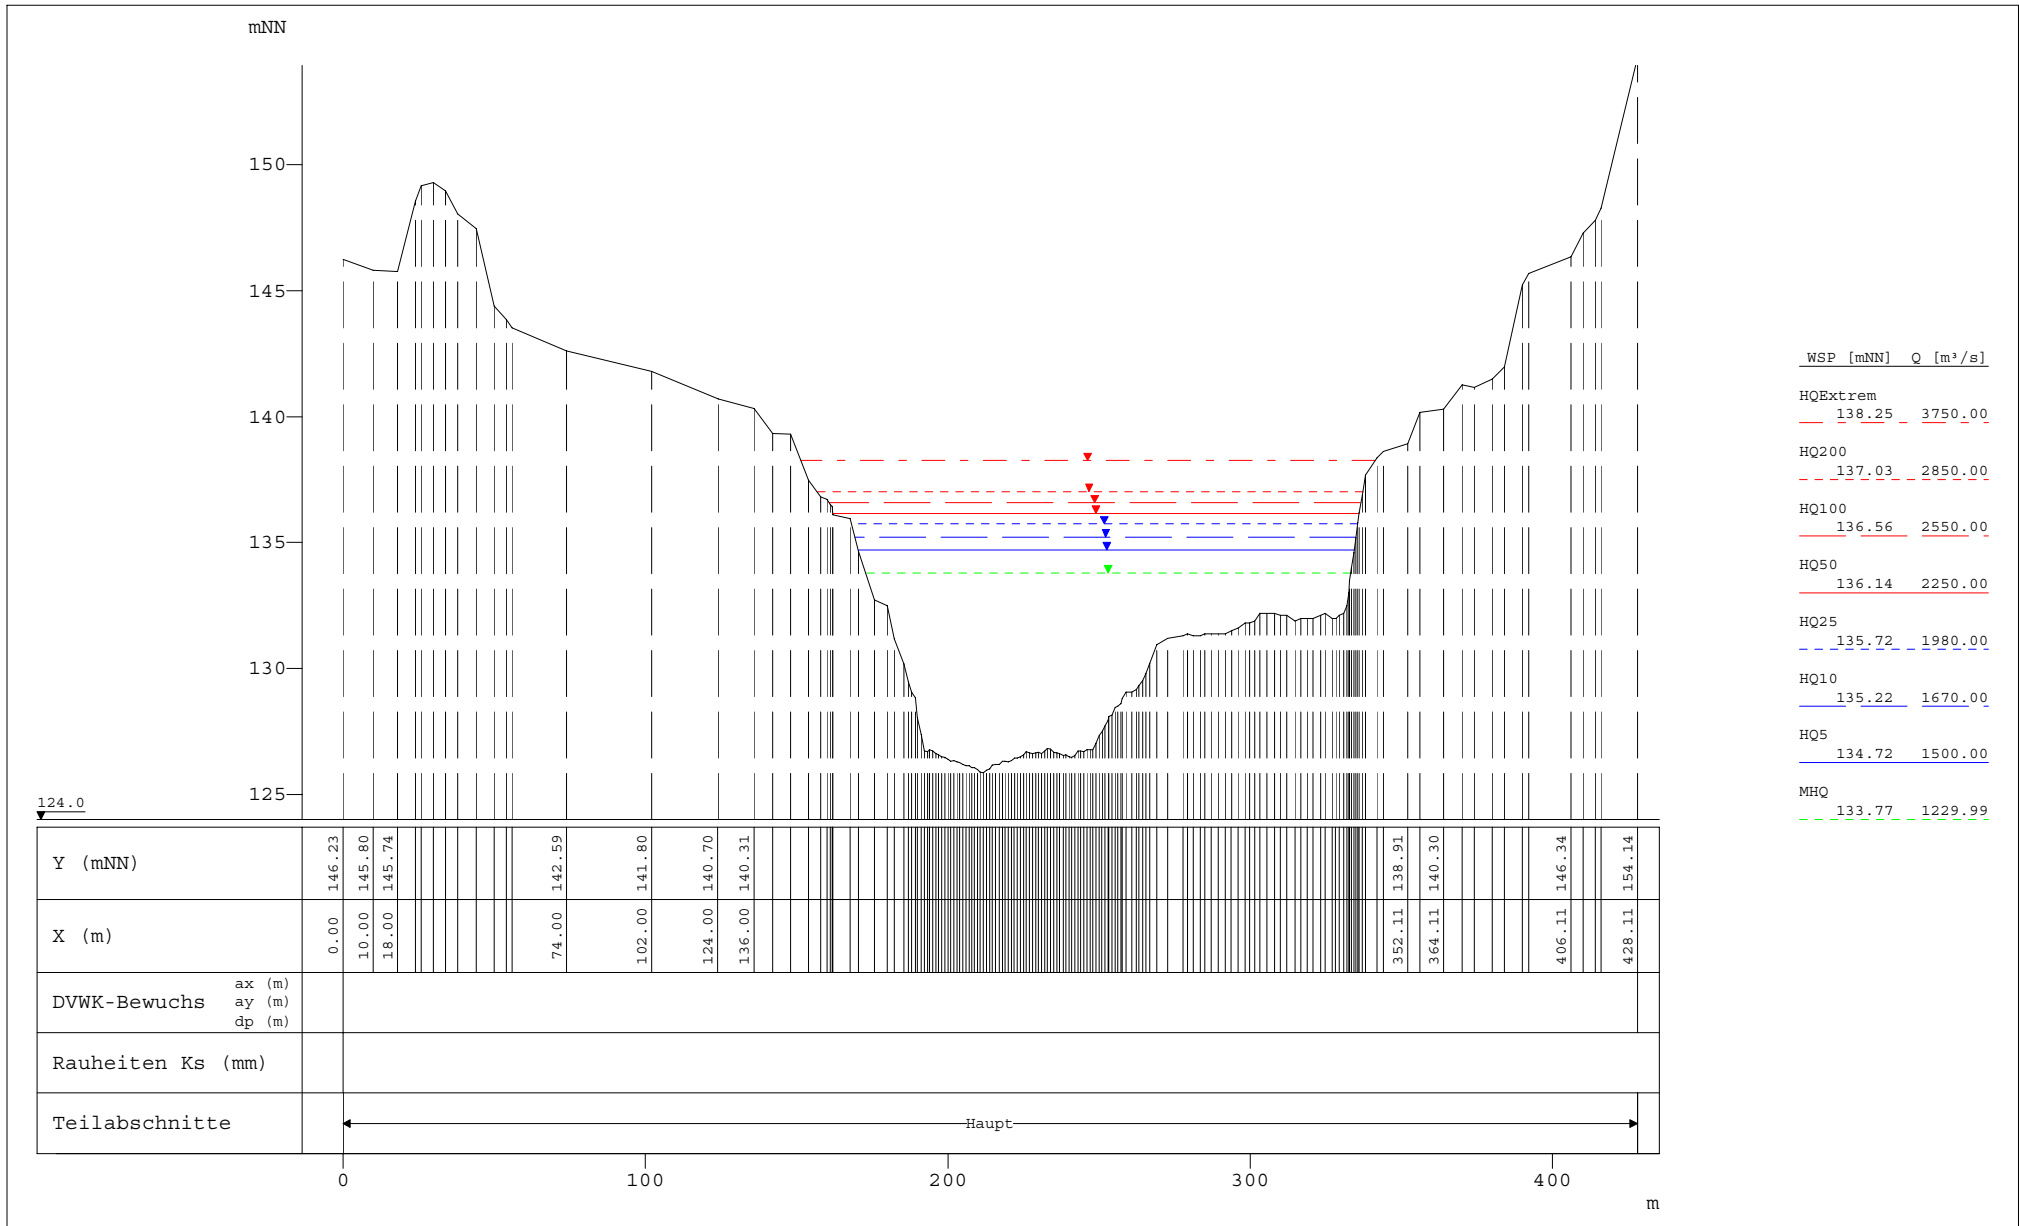 mNN
150
145
140
135
130
125
124.0
WSP [mNN] Q [m³/s]
HQExtrem
138.25 3750.00
HQ200
137.03 2850.00
HQ100
136.56 2550.00
HQ50
136.14 2250.00
HQ25
135.72 1980.00
HQ10
135.22 1670.00
HQ5
134.72 1500.00
MHQ
133.77 1229.99
Y (mNN) 146.23 145.80 145.74 142.59 141.80 140.70 140.31 138.91 140.30 146.34 154.14
X (m) 0.00 10.00 18.00 74.00 102.00 124.00 136.00 352.11 364.11 406.11 428.11
DVWK-Bewuchs
ax (m)
ay (m)
dp (m)
Rauheiten Ks (mm)
Teilabschnitte
Haupt
0 100 200 300 400
m